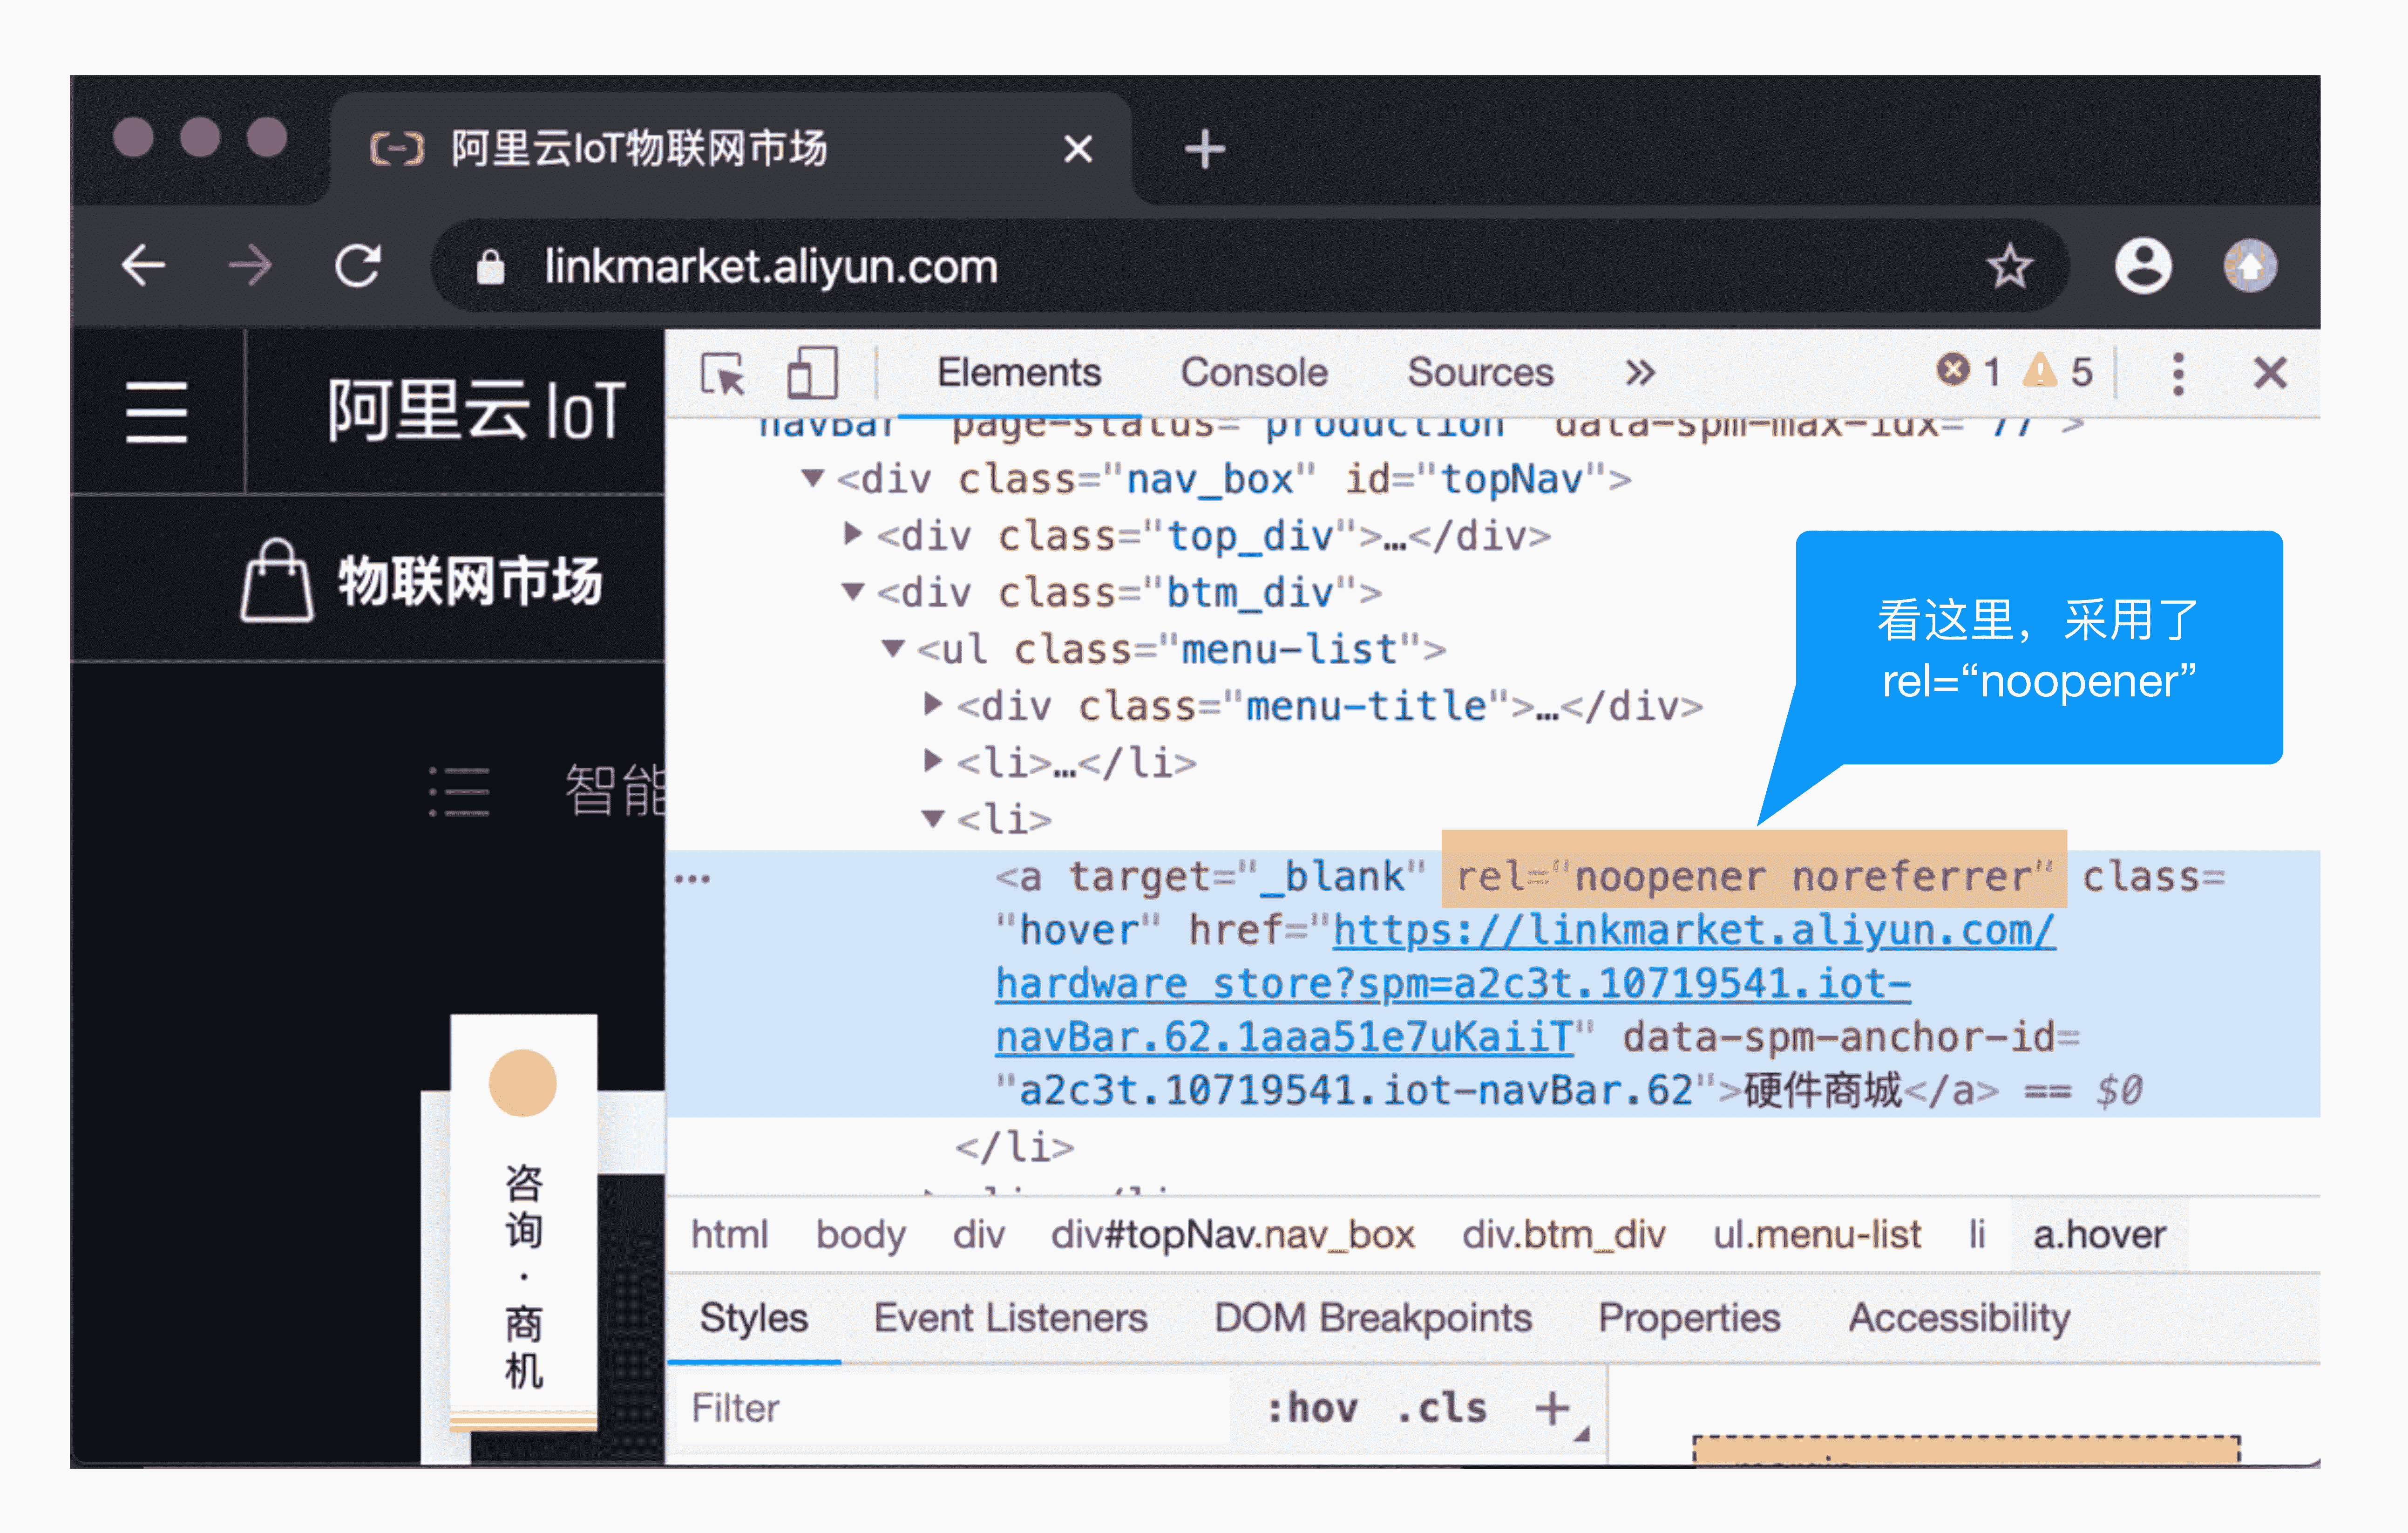 阿里云IoT物联网市场
linkmarket.aliyun.com
阿里云 IoT
物联网市场
智能
咨询·商机
Elements Console Sources » 1 5
navBar" page-status="production" data-spm-max-idx="77">
<div class="nav_box" id="topNav">
<div class="top_div">…</div>
<div class="btm_div">
<ul class="menu-list">
<div class="menu-title">…</div>
<li>…</li>
<li>
<a target="_blank" rel="noopener noreferrer" class=
"hover" href="https://linkmarket.aliyun.com/
hardware_store?spm=a2c3t.10719541.iot-
navBar.62.1aaa51e7uKaiiT" data-spm-anchor-id=
"a2c3t.10719541.iot-navBar.62">硬件商城</a> == $0
</li>
看这里，采用了
rel=“noopener”
html body div div#topNav.nav_box div.btm_div ul.menu-list li a.hover
Styles Event Listeners DOM Breakpoints Properties Accessibility
Filter :hov .cls +